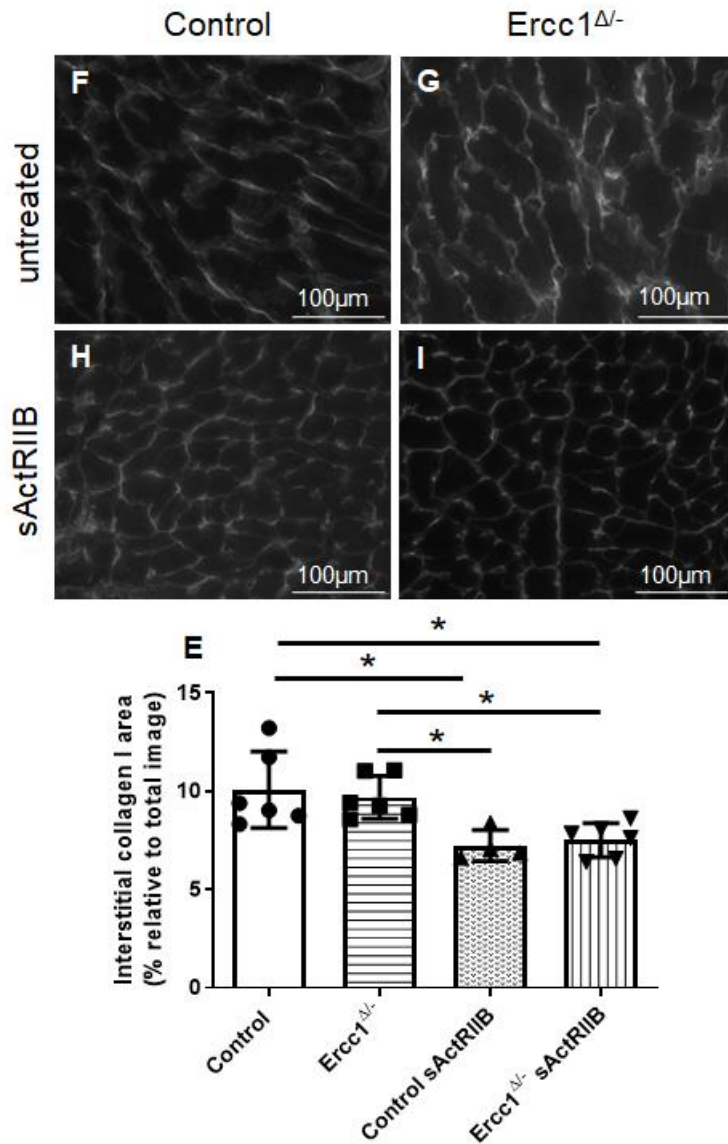 Control Ercc1Δ/-
untreated
F G
100μm 100μm
sActRIIB
H I
100μm 100μm
E
*
*
*
*
Interstitial collagen I area
(% relative to total image)
15
10
5
0
Control
Ercc1Δ/-
Control sActRIIB
Ercc1Δ/- sActRIIB